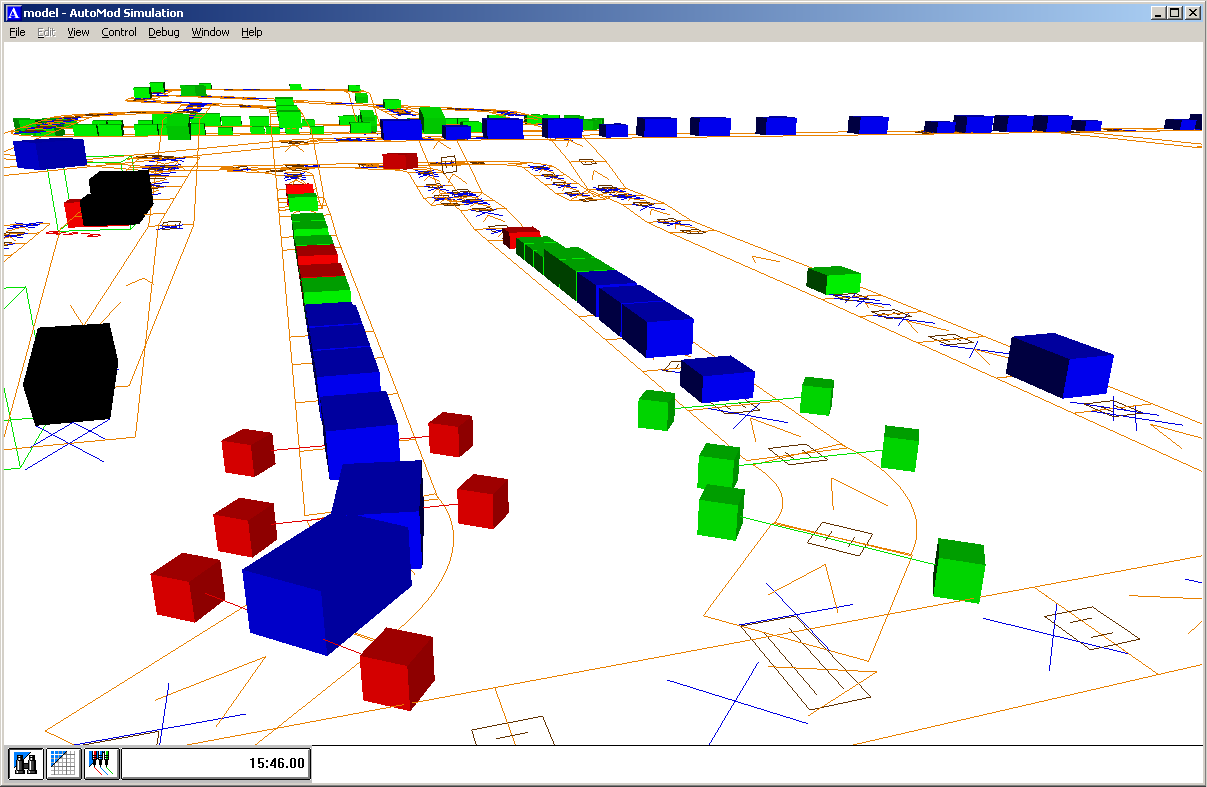 A model - AutoMod Simulation
File Edit View Control Debug Window Help
15:46.00